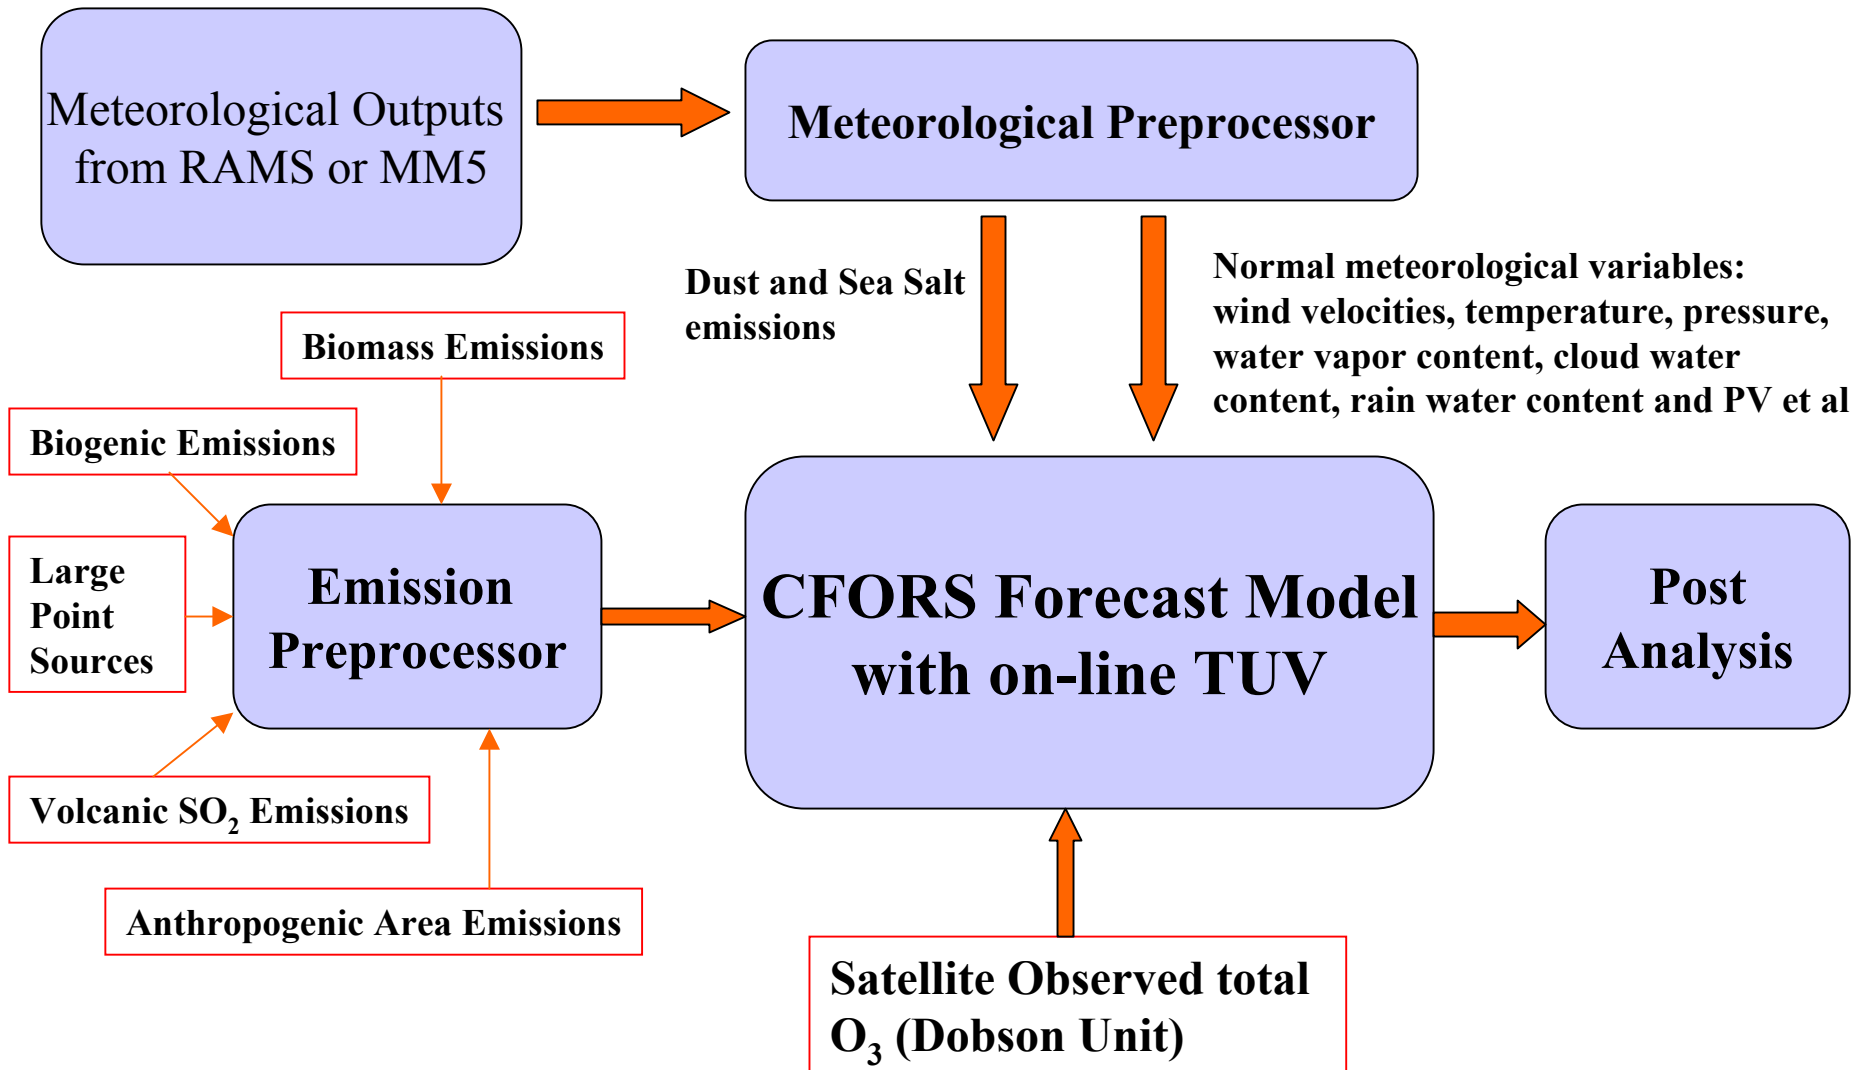 Meteorological Outputs
from RAMS or MM5
Meteorological Preprocessor
Dust and Sea Salt
emissions
Normal meteorological variables:
wind velocities, temperature, pressure,
water vapor content, cloud water
content, rain water content and PV et al
Biomass Emissions
Biogenic Emissions
Large
Point
Sources
Emission
Preprocessor
CFORS Forecast Model
with on-line TUV
Post
Analysis
Volcanic SO₂ Emissions
Anthropogenic Area Emissions
Satellite Observed total
O₃ (Dobson Unit)